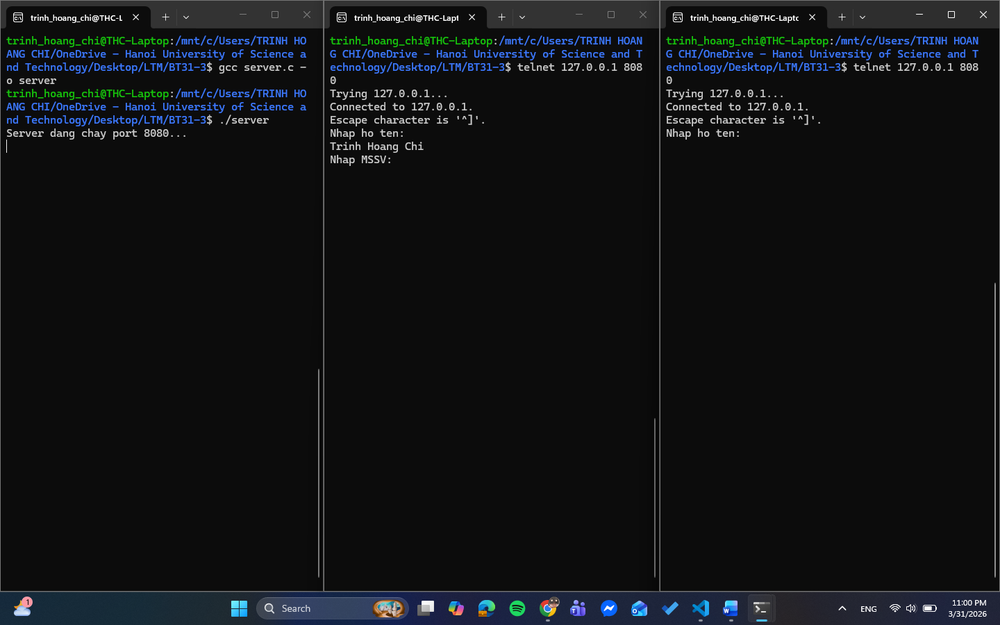 trinh_hoang_chi@THC-L
trinh_hoang_chi@THC-Lapt
trinh_hoang_chi@THC-Laptc
trinh_hoang_chi@THC-Laptop:/mnt/c/Users/TRINH HO
ANG CHI/OneDrive - Hanoi University of Science a
nd Technology/Desktop/LTM/BT31-3$ gcc server.c -
o server
trinh_hoang_chi@THC-Laptop:/mnt/c/Users/TRINH HO
ANG CHI/OneDrive - Hanoi University of Science a
nd Technology/Desktop/LTM/BT31-3$ ./server
Server dang chay port 8080...
trinh_hoang_chi@THC-Laptop:/mnt/c/Users/TRINH HOAN
G CHI/OneDrive - Hanoi University of Science and T
echnology/Desktop/LTM/BT31-3$ telnet 127.0.0.1 808
0
Trying 127.0.0.1...
Connected to 127.0.0.1.
Escape character is '^]'.
Nhap ho ten:
Trinh Hoang Chi
Nhap MSSV:
trinh_hoang_chi@THC-Laptop:/mnt/c/Users/TRINH HOAN
G CHI/OneDrive - Hanoi University of Science and T
echnology/Desktop/LTM/BT31-3$ telnet 127.0.0.1 808
0
Trying 127.0.0.1...
Connected to 127.0.0.1.
Escape character is '^]'.
Nhap ho ten:
1
Search
ENG
11:00 PM
3/31/2026